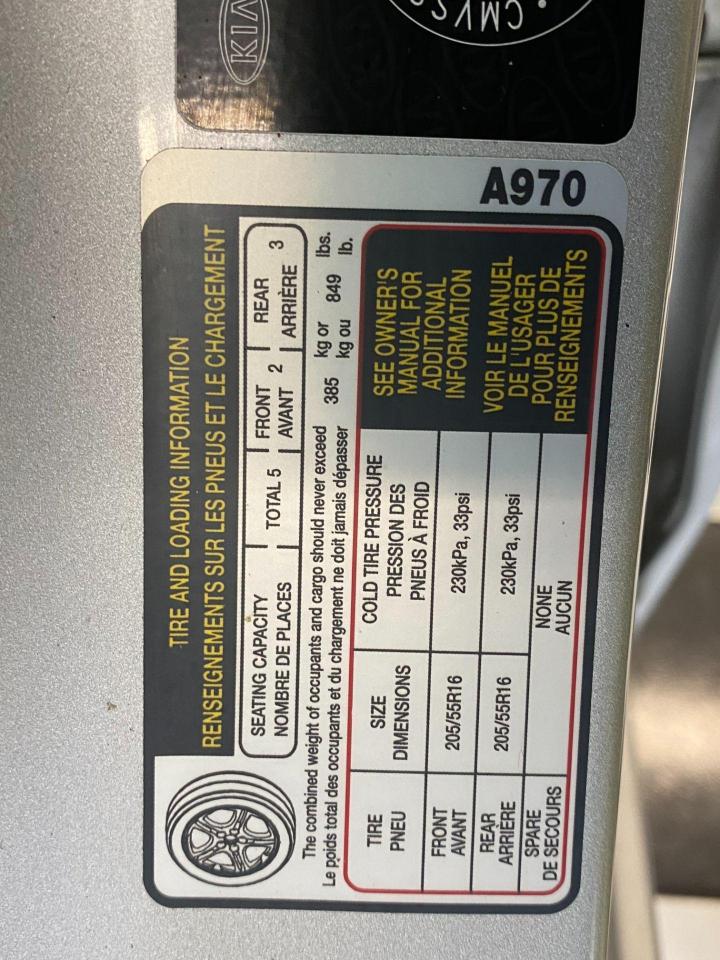 KIA
CMVSS
A970
TIRE AND LOADING INFORMATION
RENSEIGNEMENTS SUR LES PNEUS ET LE CHARGEMENT
SEATING CAPACITY
NOMBRE DE PLACES
TOTAL 5
FRONT
AVANT 2
REAR
ARRIÈRE 3
The combined weight of occupants and cargo should never exceed 385 kg or 849 lbs.
Le poids total des occupants et du chargement ne doit jamais dépasser kg ou lb.
TIRE
PNEU
SIZE
DIMENSIONS
COLD TIRE PRESSURE
PRESSION DES
PNEUS À FROID
FRONT
AVANT
205/55R16
230kPa, 33psi
REAR
ARRIÈRE
205/55R16
230kPa, 33psi
SPARE
DE SECOURS
NONE
AUCUN
SEE OWNER'S
MANUAL FOR
ADDITIONAL
INFORMATION
VOIR LE MANUEL
DE L'USAGER
POUR PLUS DE
RENSEIGNEMENTS